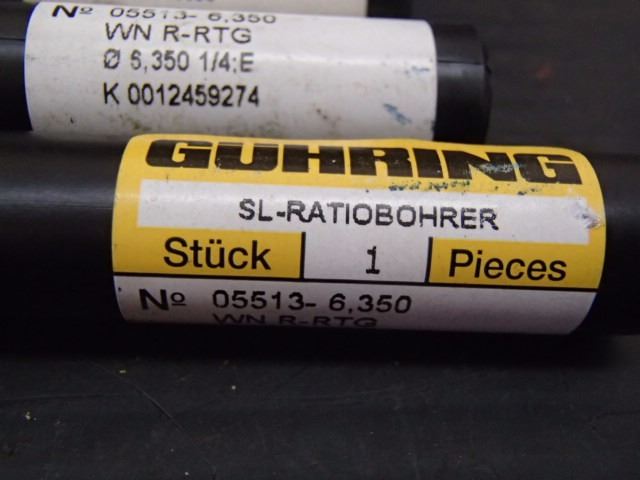 Nº 05513- 6,350
WN R-RTG
Ø 6,350 1/4;E
K 0012459274
GUHRING
SL-RATIOBOHRER
Stück 1 Pieces
Nº 05513- 6,350
WN R-RTG